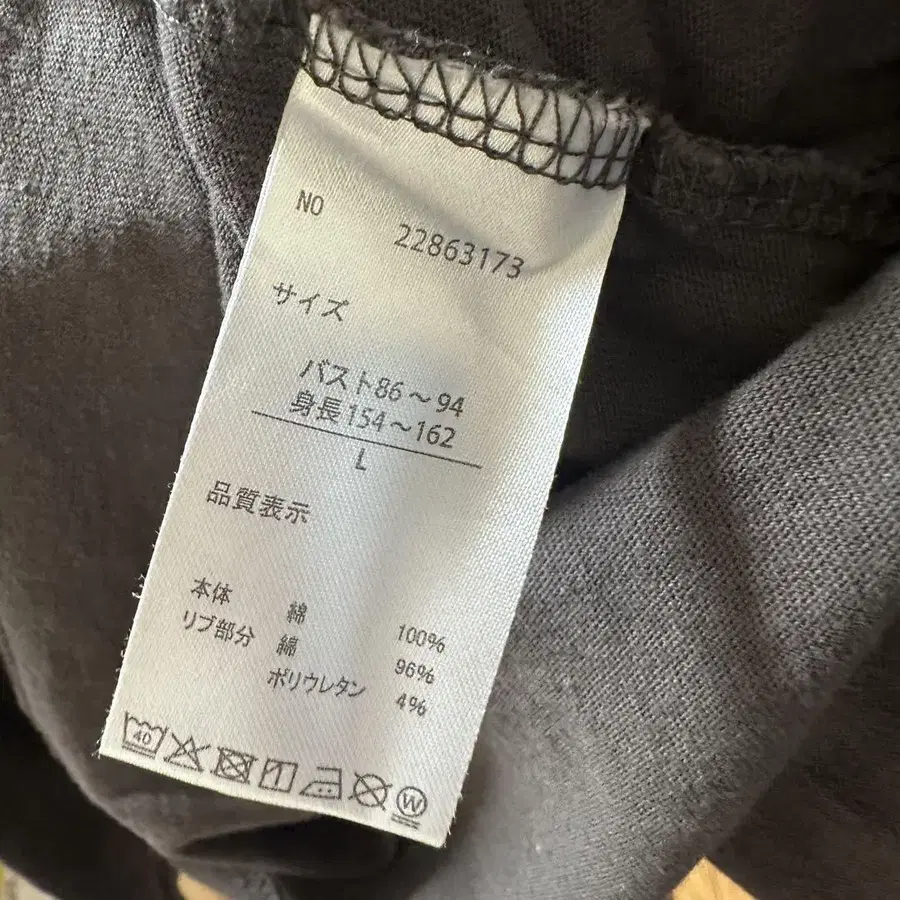 NO
22863173
サイズ
バスト86～94
身長154～162
L
品質表示
本体 綿 100%
リブ部分 綿 96%
ポリウレタン 4%
40
W